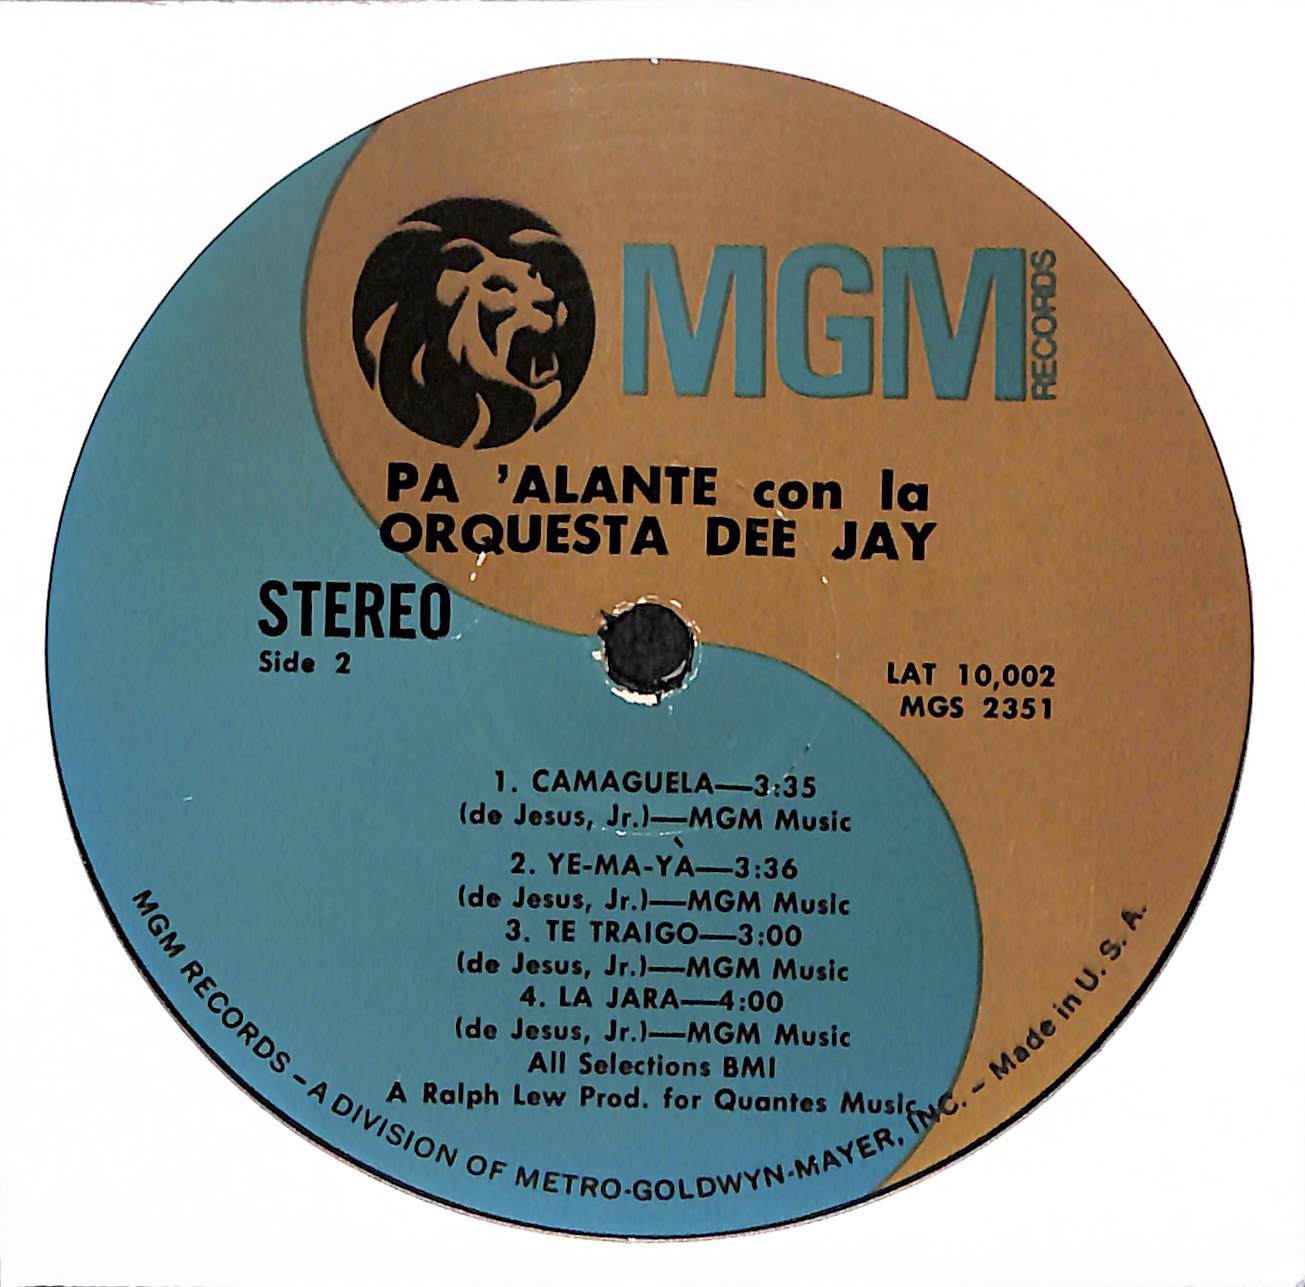 MGM
RECORDS
PA 'ALANTE con la
ORQUESTA DEE JAY
STEREO
Side 2
LAT 10,002
MGS 2351
1. CAMAGUELA—3:35
(de Jesus, Jr.)—MGM Music
2. YE-MA-YÀ—3:36
(de Jesus, Jr.)—MGM Music
3. TE TRAIGO—3:00
(de Jesus, Jr.)—MGM Music
4. LA JARA—4:00
(de Jesus, Jr.)—MGM Music
All Selections BMI
A Ralph Lew Prod. for Quantes Music
MGM RECORDS – A DIVISION OF METRO-GOLDWYN-MAYER, INC. – Made in U. S. A.